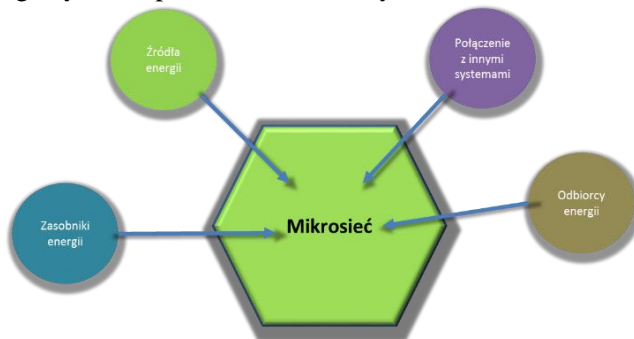 Źródła
energii
Połączenie
z innymi
systemami
Zasobniki
energii
Mikrosieć
Odbiorcy
energii